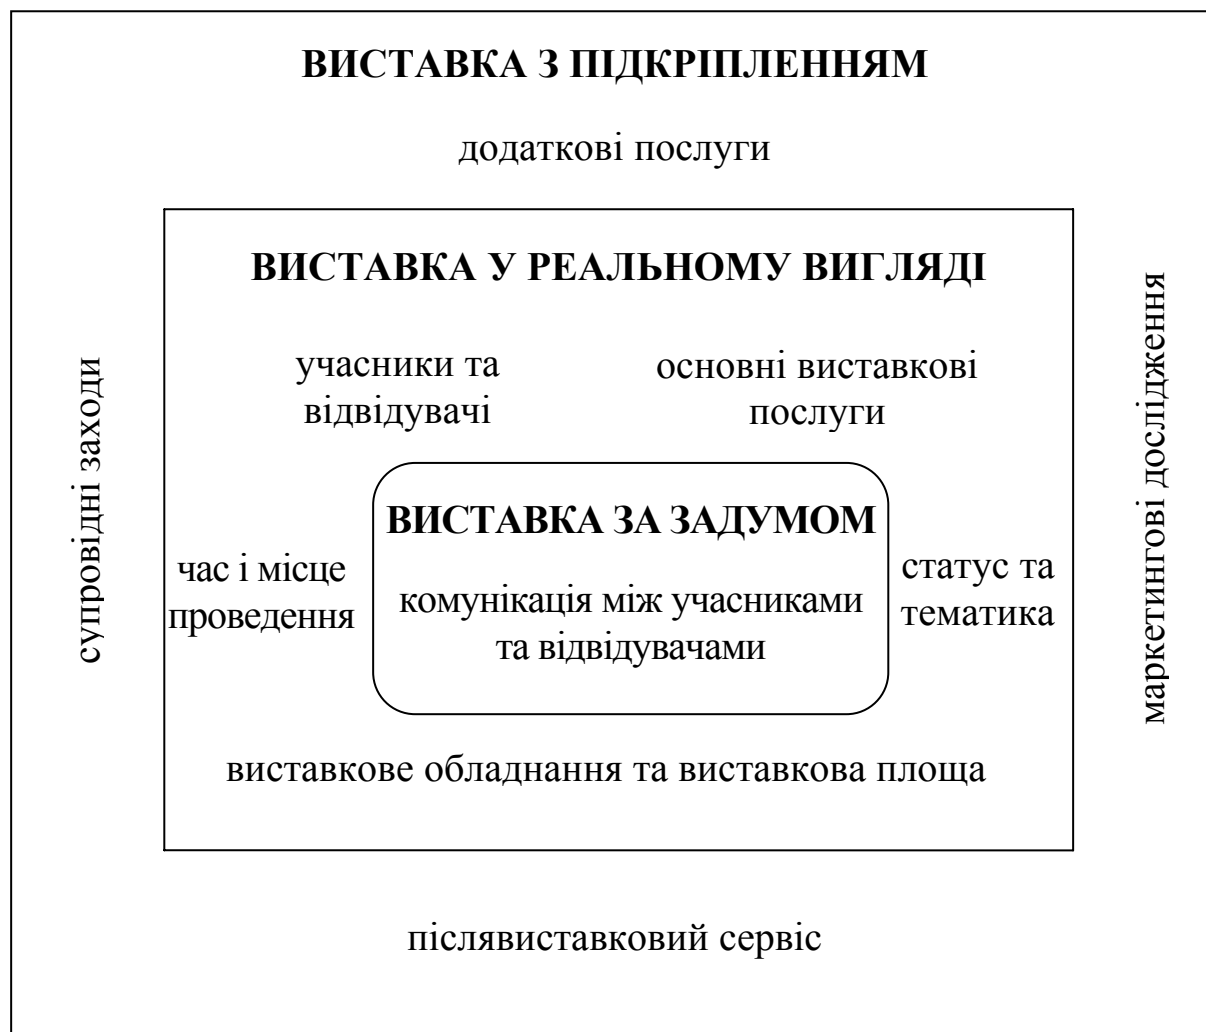 ВИСТАВКА З ПІДКРІПЛЕННЯМ
додаткові послуги
ВИСТАВКА У РЕАЛЬНОМУ ВИГЛЯДІ
учасники та
відвідувачі
основні виставкові
послуги
супровідні заходи
маркетингові дослідження
ВИСТАВКА ЗА ЗАДУМОМ
час і місце
проведення
комунікація між учасниками
та відвідувачами
статус та
тематика
виставкове обладнання та виставкова площа
післявиставковий сервіс